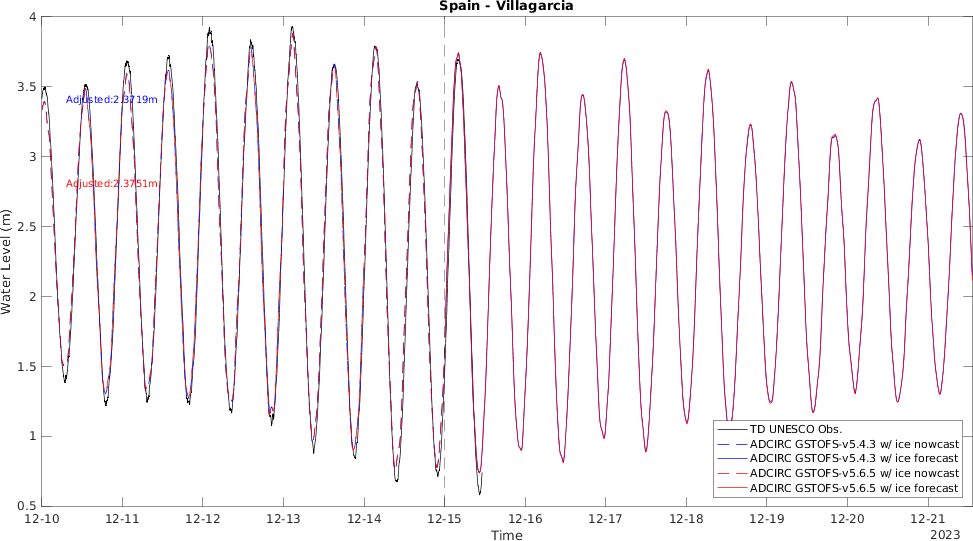 Spain - Villagarcia
4
3.5
3
2.5
2
1.5
1
0.5
Water Level (m)
Adjusted:2.3719m
Adjusted:2.3751m
TD UNESCO Obs.
ADCIRC GSTOFS-v5.4.3 w/ ice nowcast
ADCIRC GSTOFS-v5.4.3 w/ ice forecast
ADCIRC GSTOFS-v5.6.5 w/ ice nowcast
ADCIRC GSTOFS-v5.6.5 w/ ice forecast
12-10 12-11 12-12 12-13 12-14 12-15 12-16 12-17 12-18 12-19 12-20 12-21
Time
2023